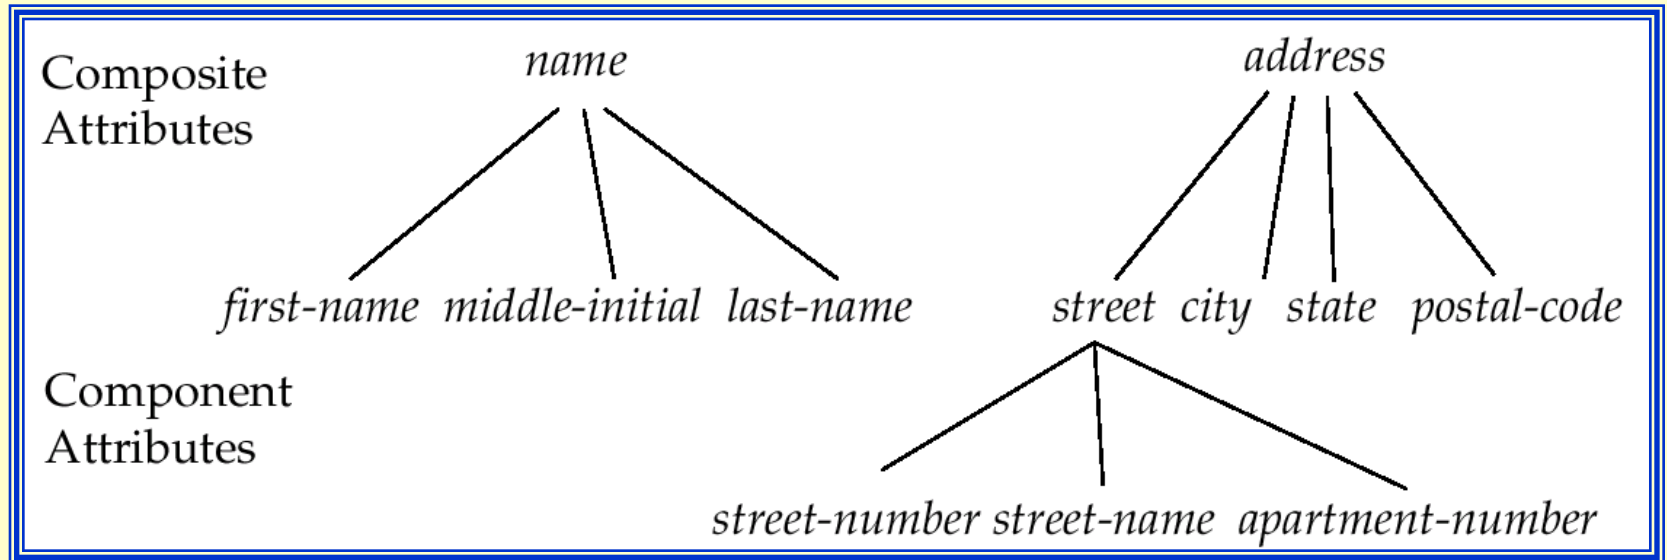 Composite
Attributes
name
address
first-name middle-initial last-name
street city state postal-code
Component
Attributes
street-number street-name apartment-number